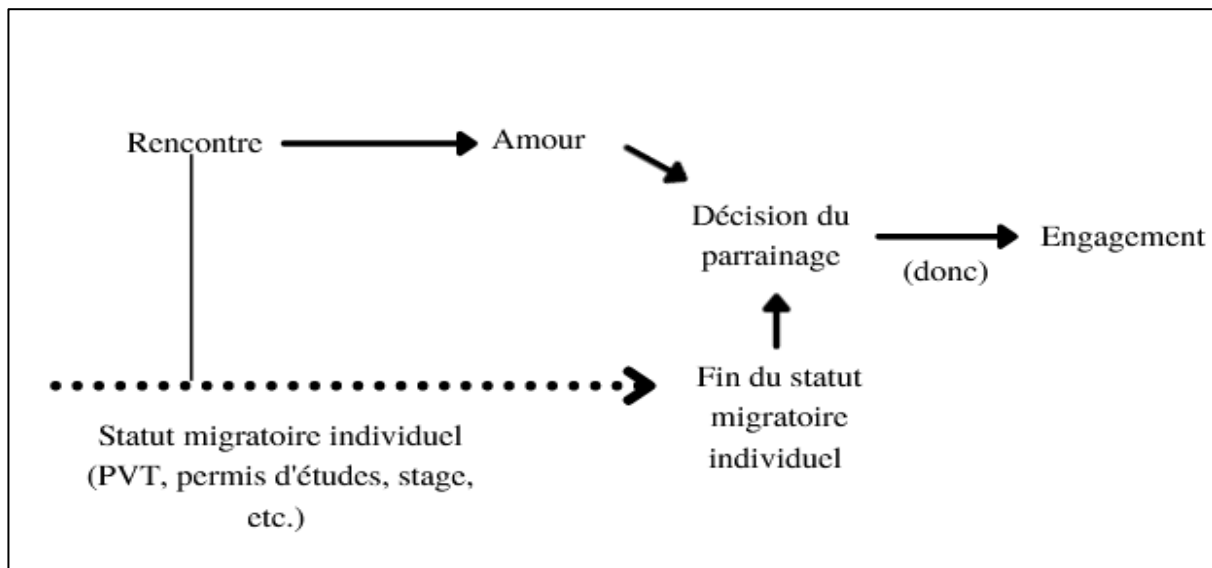 Rencontre
Amour
Décision du
parrainage
(donc)
Engagement
Fin du statut
migratoire
individuel
Statut migratoire individuel
(PVT, permis d'études, stage,
etc.)